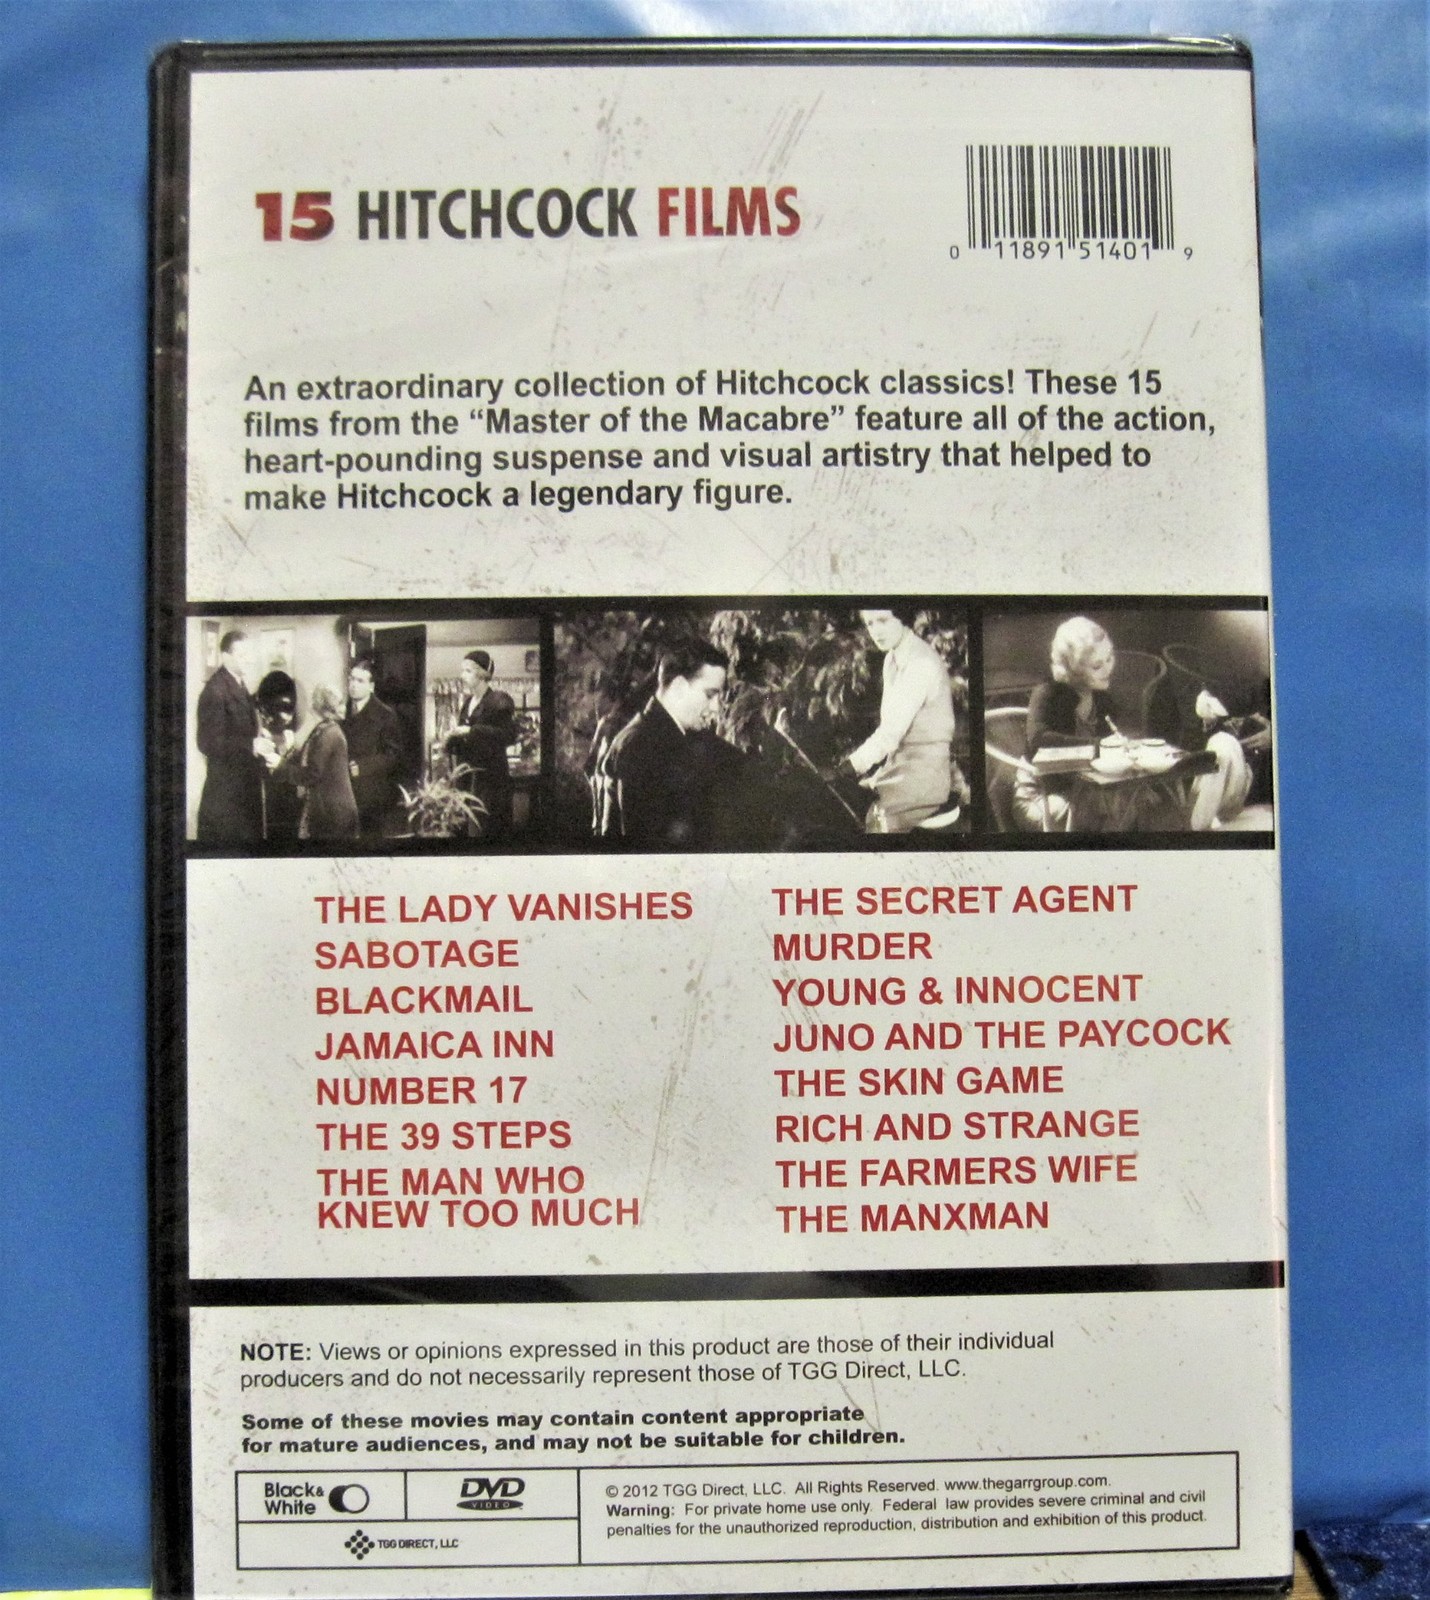 15 HITCHCOCK FILMS
0 11891 51401 9
An extraordinary collection of Hitchcock classics! These 15
films from the “Master of the Macabre” feature all of the action,
heart-pounding suspense and visual artistry that helped to
make Hitchcock a legendary figure.
THE LADY VANISHES
SABOTAGE
BLACKMAIL
JAMAICA INN
NUMBER 17
THE 39 STEPS
THE MAN WHO
KNEW TOO MUCH
THE SECRET AGENT
MURDER
YOUNG & INNOCENT
JUNO AND THE PAYCOCK
THE SKIN GAME
RICH AND STRANGE
THE FARMERS WIFE
THE MANXMAN
NOTE: Views or opinions expressed in this product are those of their individual
producers and do not necessarily represent those of TGG Direct, LLC.
Some of these movies may contain content appropriate
for mature audiences, and may not be suitable for children.
Black&
White
DVD
VIDEO
TGG DIRECT, LLC
© 2012 TGG Direct, LLC. All Rights Reserved. www.thegarrgroup.com.
Warning: For private home use only. Federal law provides severe criminal and civil
penalties for the unauthorized reproduction, distribution and exhibition of this product.